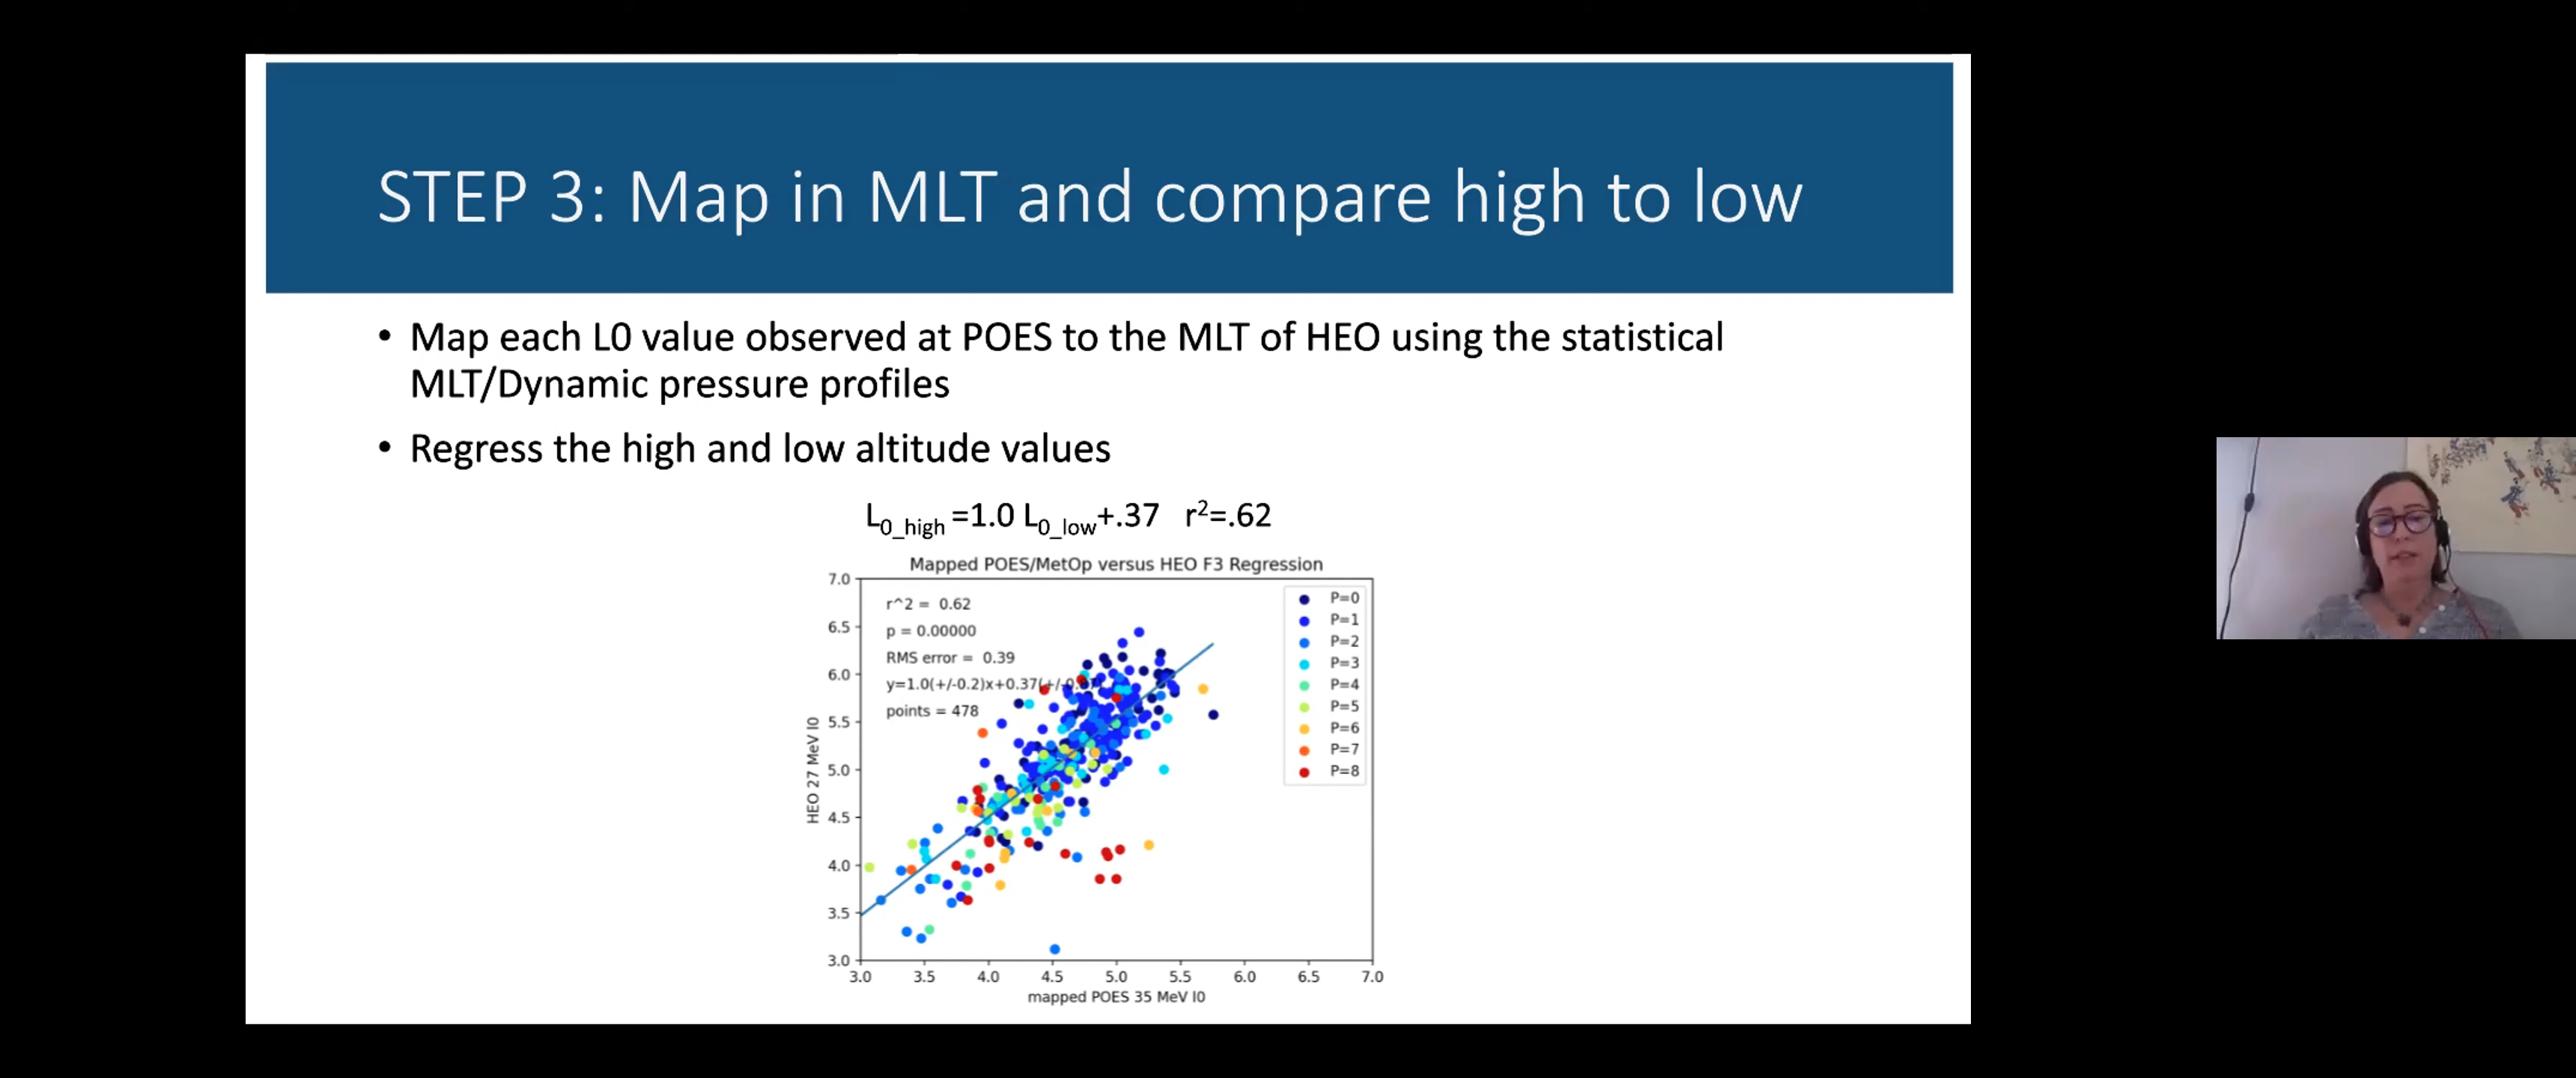 STEP 3: Map in MLT and compare high to low
• Map each L0 value observed at POES to the MLT of HEO using the statistical
MLT/Dynamic pressure profiles
• Regress the high and low altitude values
L0_high =1.0 L0_low+.37 r²=.62
Mapped POES/MetOp versus HEO F3 Regression
r^2 = 0.62
p = 0.00000
RMS error = 0.39
y=1.0(+/-0.2)x+0.37(+/-
points = 478
P=0
P=1
P=2
P=3
P=4
P=5
P=6
P=7
P=8
HEO 27 MeV l0
7.0
6.5
6.0
5.5
5.0
4.5
4.0
3.5
3.0
3.0 3.5 4.0 4.5 5.0 5.5 6.0 6.5 7.0
mapped POES 35 MeV l0